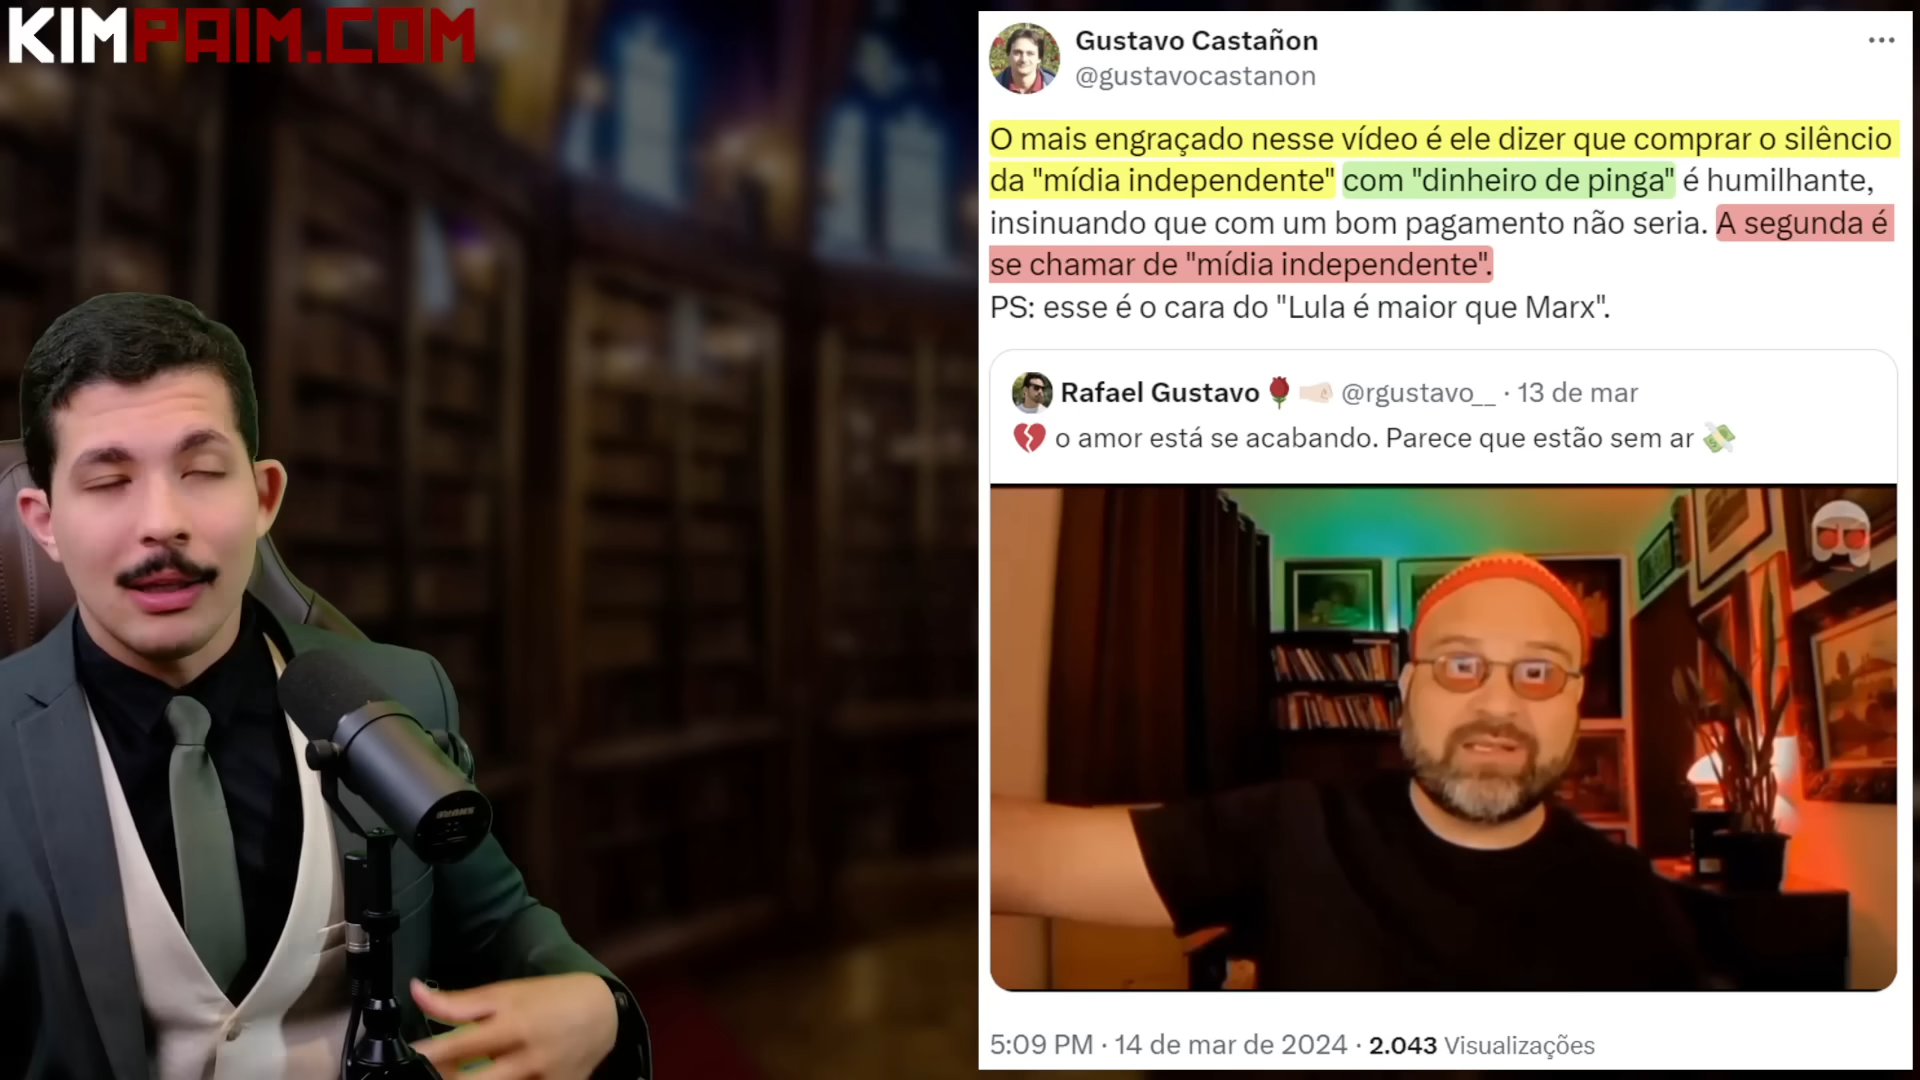 KIMPAIM.COM
Gustavo Castañon
@gustavocastanon
O mais engraçado nesse vídeo é ele dizer que comprar o silêncio
da "mídia independente" com "dinheiro de pinga" é humilhante,
insinuando que com um bom pagamento não seria. A segunda é
se chamar de "mídia independente".
PS: esse é o cara do "Lula é maior que Marx".
Rafael Gustavo @rgustavo__ · 13 de mar
o amor está se acabando. Parece que estão sem ar
5:09 PM · 14 de mar de 2024 · 2.043 Visualizações